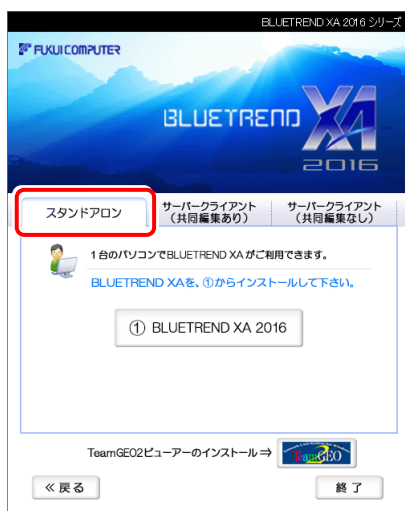 BLUETREND XA 2016 シリーズ
FUKUI COMPUTER
BLUETREND XA
2016
スタンドアロン
サーバークライアント
（共同編集あり）
サーバークライアント
（共同編集なし）
1台のパソコンでBLUETREND XAがご利用できます。
BLUETREND XAを、①からインストールして下さい。
① BLUETREND XA 2016
TeamGEO2ビューアーのインストール ⇒
TeamGEO
≪ 戻る
終 了